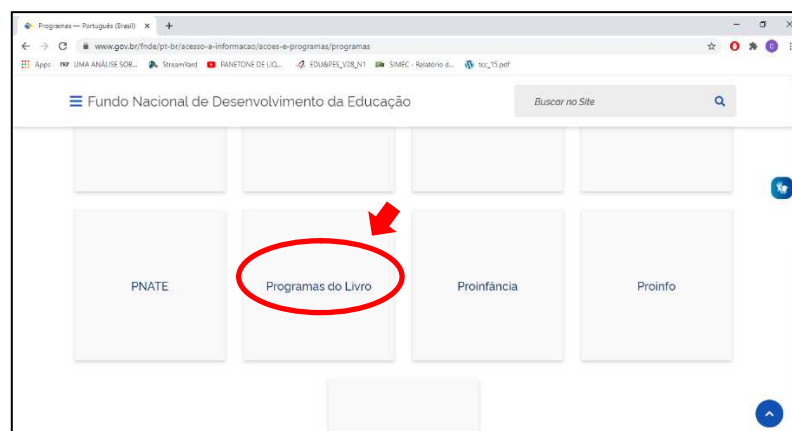 Programas — Português (Brasil)
www.gov.br/fnde/pt-br/acesso-a-informacao/acoes-e-programas/programas
Apps UMA ANÁLISE SOB... StreamYard PANETONE DE LIQ... EDU&PES_V28_N1 SIMEC - Relatório d... tcc_15.pdf
Fundo Nacional de Desenvolvimento da Educação
Buscar no Site
PNATE
Programas do Livro
Proinfância
Proinfo